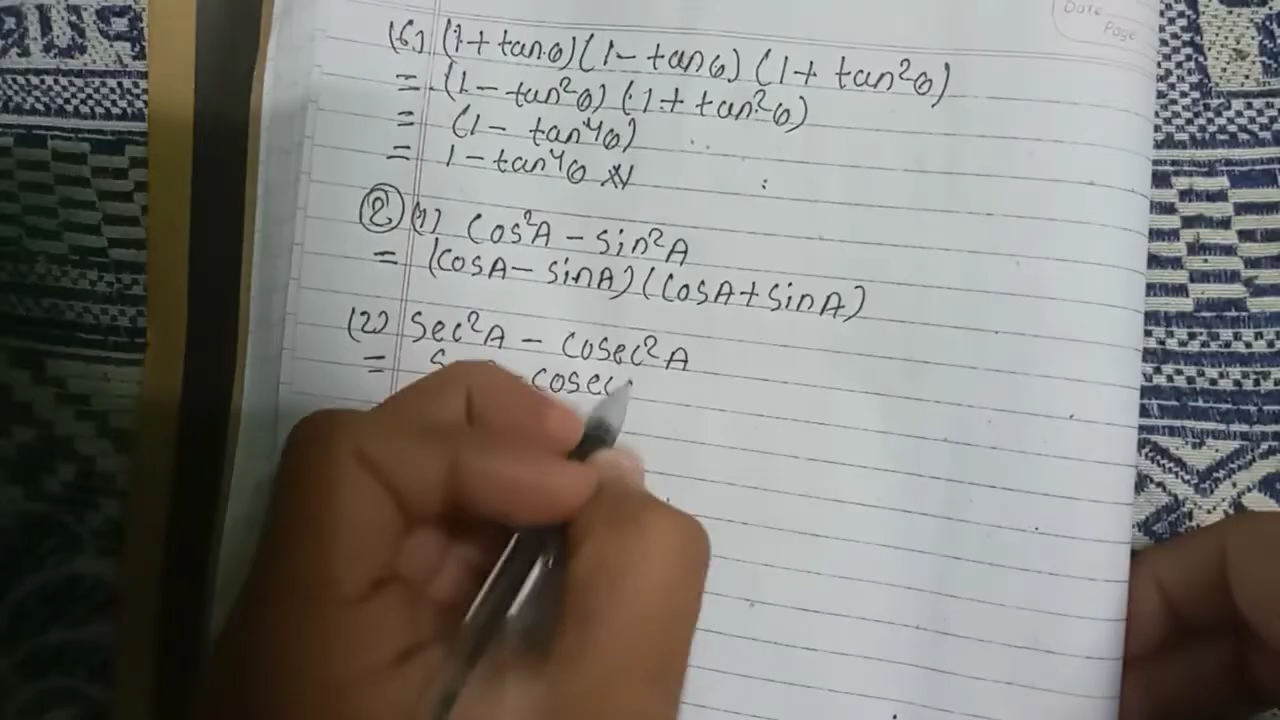 Date
Page
(6) (1+tanθ)(1-tanθ)(1+tan²θ)
= (1-tan²θ)(1+tan²θ)
= (1-tan⁴θ)
= 1-tan⁴θ
② (1) Cos²A - Sin²A
= (CosA - SinA)(CosA+SinA)
(2) Sec²A - Cosec²A
= - cosec